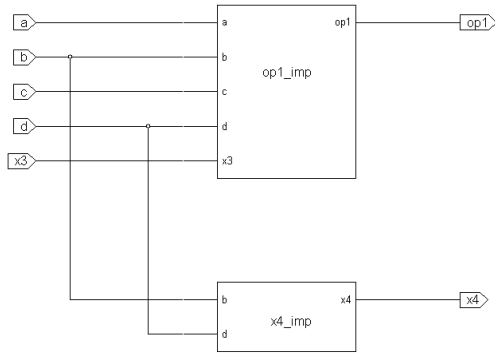 a a op1 op1
b b
op1_imp
c c
d d
x3 x3
b x4 x4
x4_imp
d